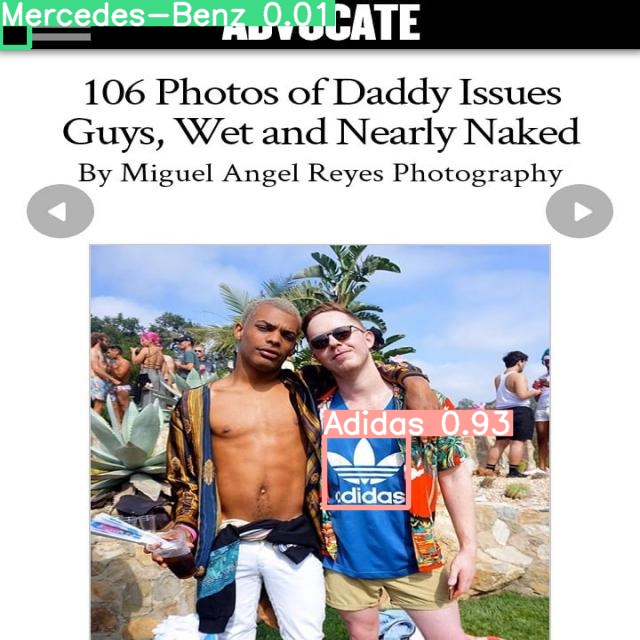 Mercedes-Benz 0.01
ADVOCATE
106 Photos of Daddy Issues
Guys, Wet and Nearly Naked
By Miguel Angel Reyes Photography
Adidas 0.93
adidas